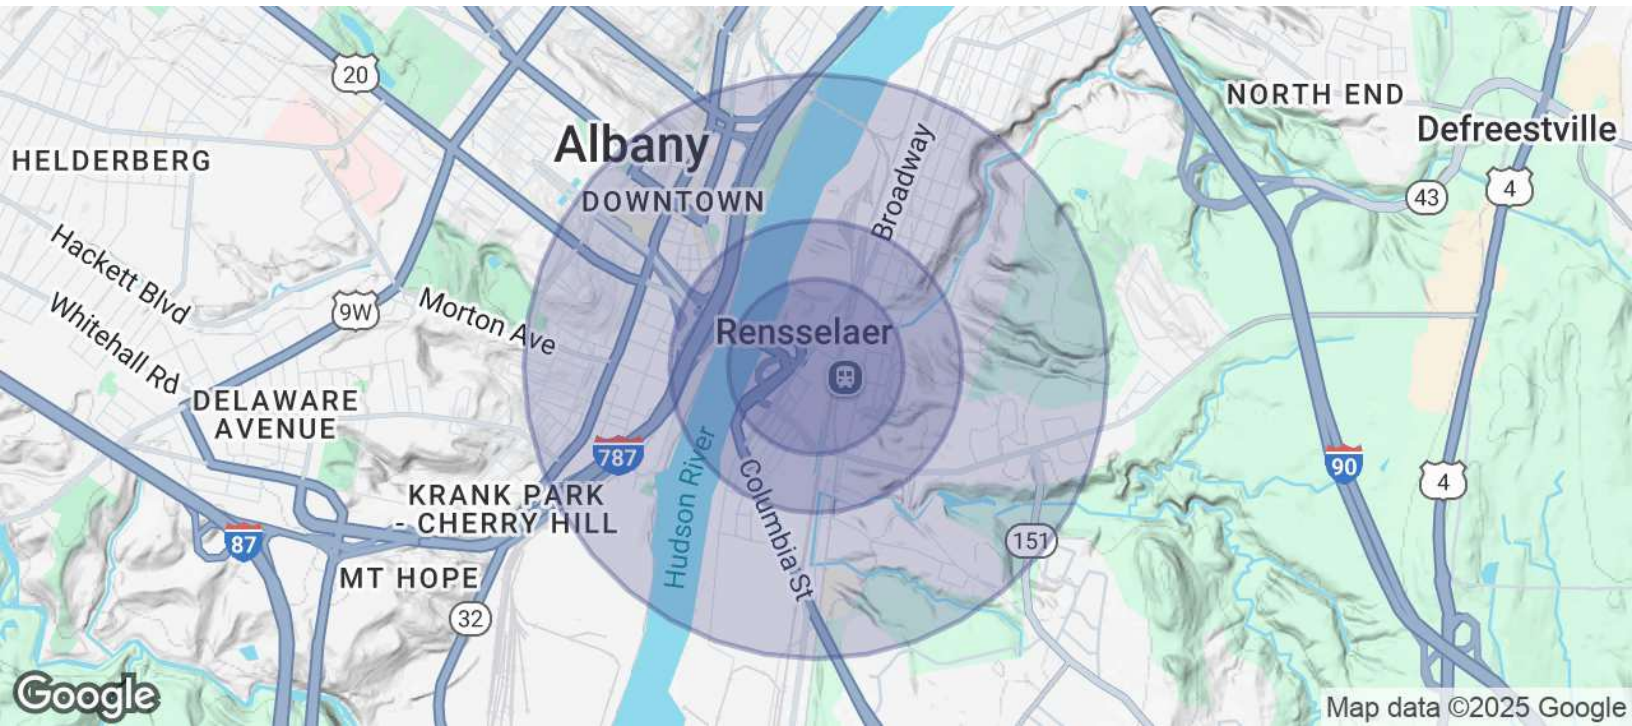 20
NORTH END
Defreestville
Albany
HELDERBERG
DOWNTOWN
Broadway
43
4
Hackett Blvd
Whitehall Rd
9W
Morton Ave
Rensselaer
DELAWARE
AVENUE
787
90
4
KRANK PARK
- CHERRY HILL
Hudson River
Columbia St
87
151
MT HOPE
32
Google
Map data ©2025 Google